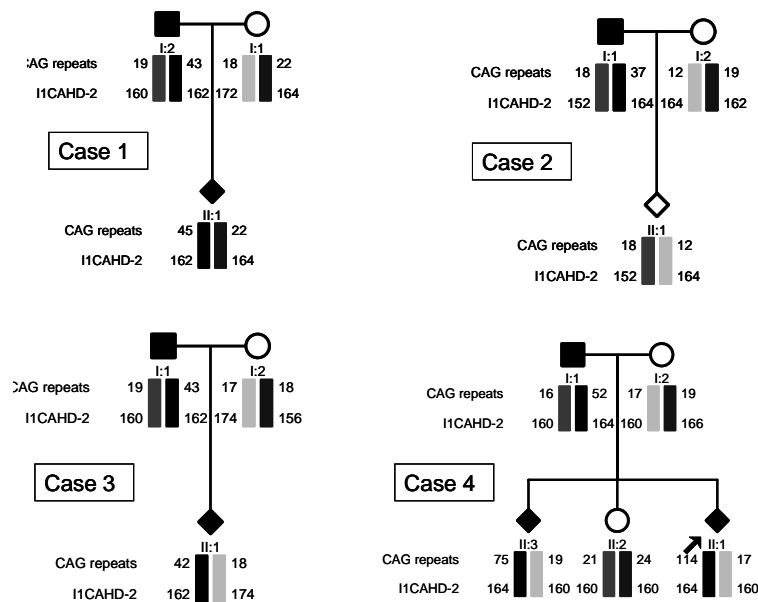 I:2 I:1
CAG repeats 19 43 18 22
I1CAHD-2 160 162 172 164
Case 1
II:1
CAG repeats 45 22
I1CAHD-2 162 164
I:1 I:2
CAG repeats 18 37 12 19
I1CAHD-2 152 164 164 162
Case 2
II:1
CAG repeats 18 12
I1CAHD-2 152 164
I:1 I:2
CAG repeats 19 43 17 18
I1CAHD-2 160 162 174 156
Case 3
II:1
CAG repeats 42 18
I1CAHD-2 162 174
I:1 I:2
CAG repeats 16 52 17 19
I1CAHD-2 160 164 160 166
Case 4
II:3 II:2 II:1
CAG repeats 75 19 21 24 114 17
I1CAHD-2 164 160 160 160 164 160